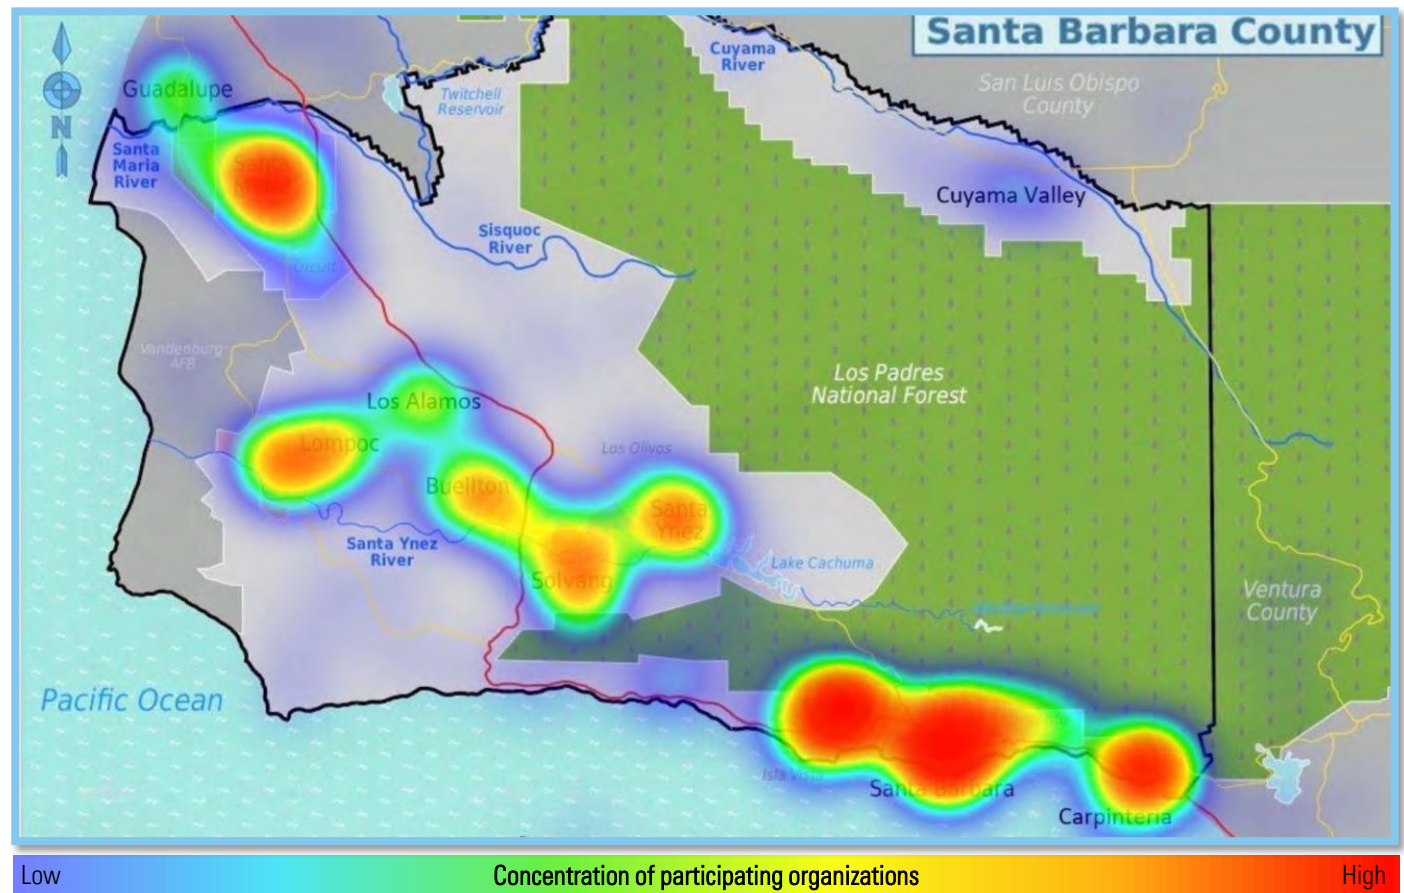 Santa Barbara County
Cuyama
River
San Luis Obispo
County
Guadalupe
Twitchell
Reservoir
N
Santa
Maria
River
Santa
Cuyama Valley
Sisquoc
River
Orcutt
Vandenburg
AFB
Los Padres
National Forest
Los Alamos
Lompoc
Los Olivos
Buellton
Santa
Ynez
Santa Ynez
River
Lake Cachuma
Solvang
Ventura
County
Pacific Ocean
Isla Vista
Santa Barbara
Carpinteria
Low
Concentration of participating organizations
High